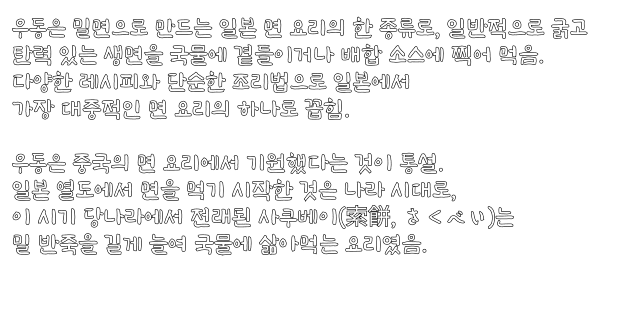 우동은 밀면으로 만드는 일본 면 요리의 한 종류로, 일반적으로 굵고
탄력 있는 생면을 국물에 곁들이거나 배합 소스에 찍어 먹음.
다양한 레시피와 단순한 조리법으로 일본에서
가장 대중적인 면 요리의 하나로 꼽힘.
우동은 중국의 면 요리에서 기원했다는 것이 통설.
일본 열도에서 면을 먹기 시작한 것은 나라 시대로,
이 시기 당나라에서 전래된 사쿠베이(索餅, さくべい)는
밀 반죽을 길게 늘여 국물에 삶아먹는 요리였음.